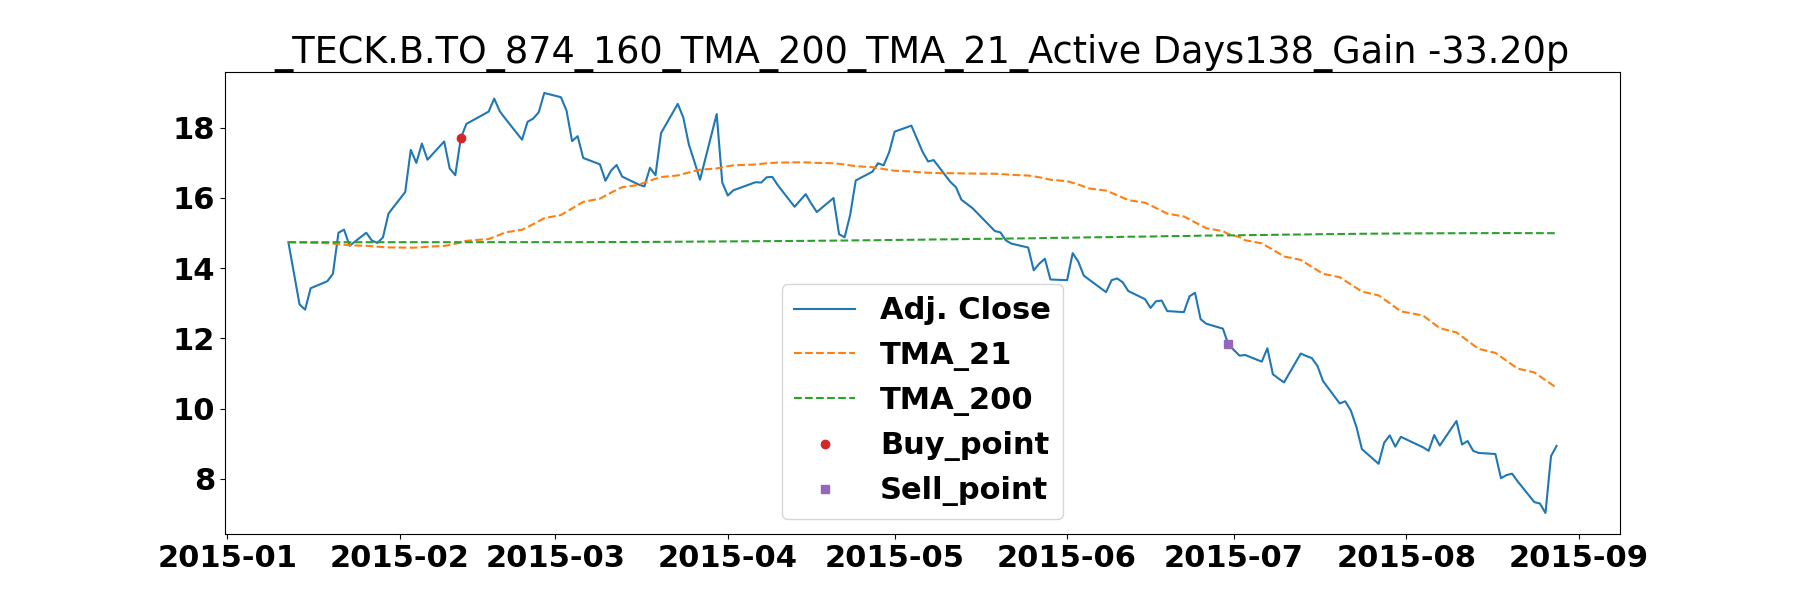 _TECK.B.TO_874_160_TMA_200_TMA_21_Active Days138_Gain -33.20p
18
16
14
12
10
8
Adj. Close
TMA_21
TMA_200
Buy_point
Sell_point
2015-01 2015-02 2015-03 2015-04 2015-05 2015-06 2015-07 2015-08 2015-09